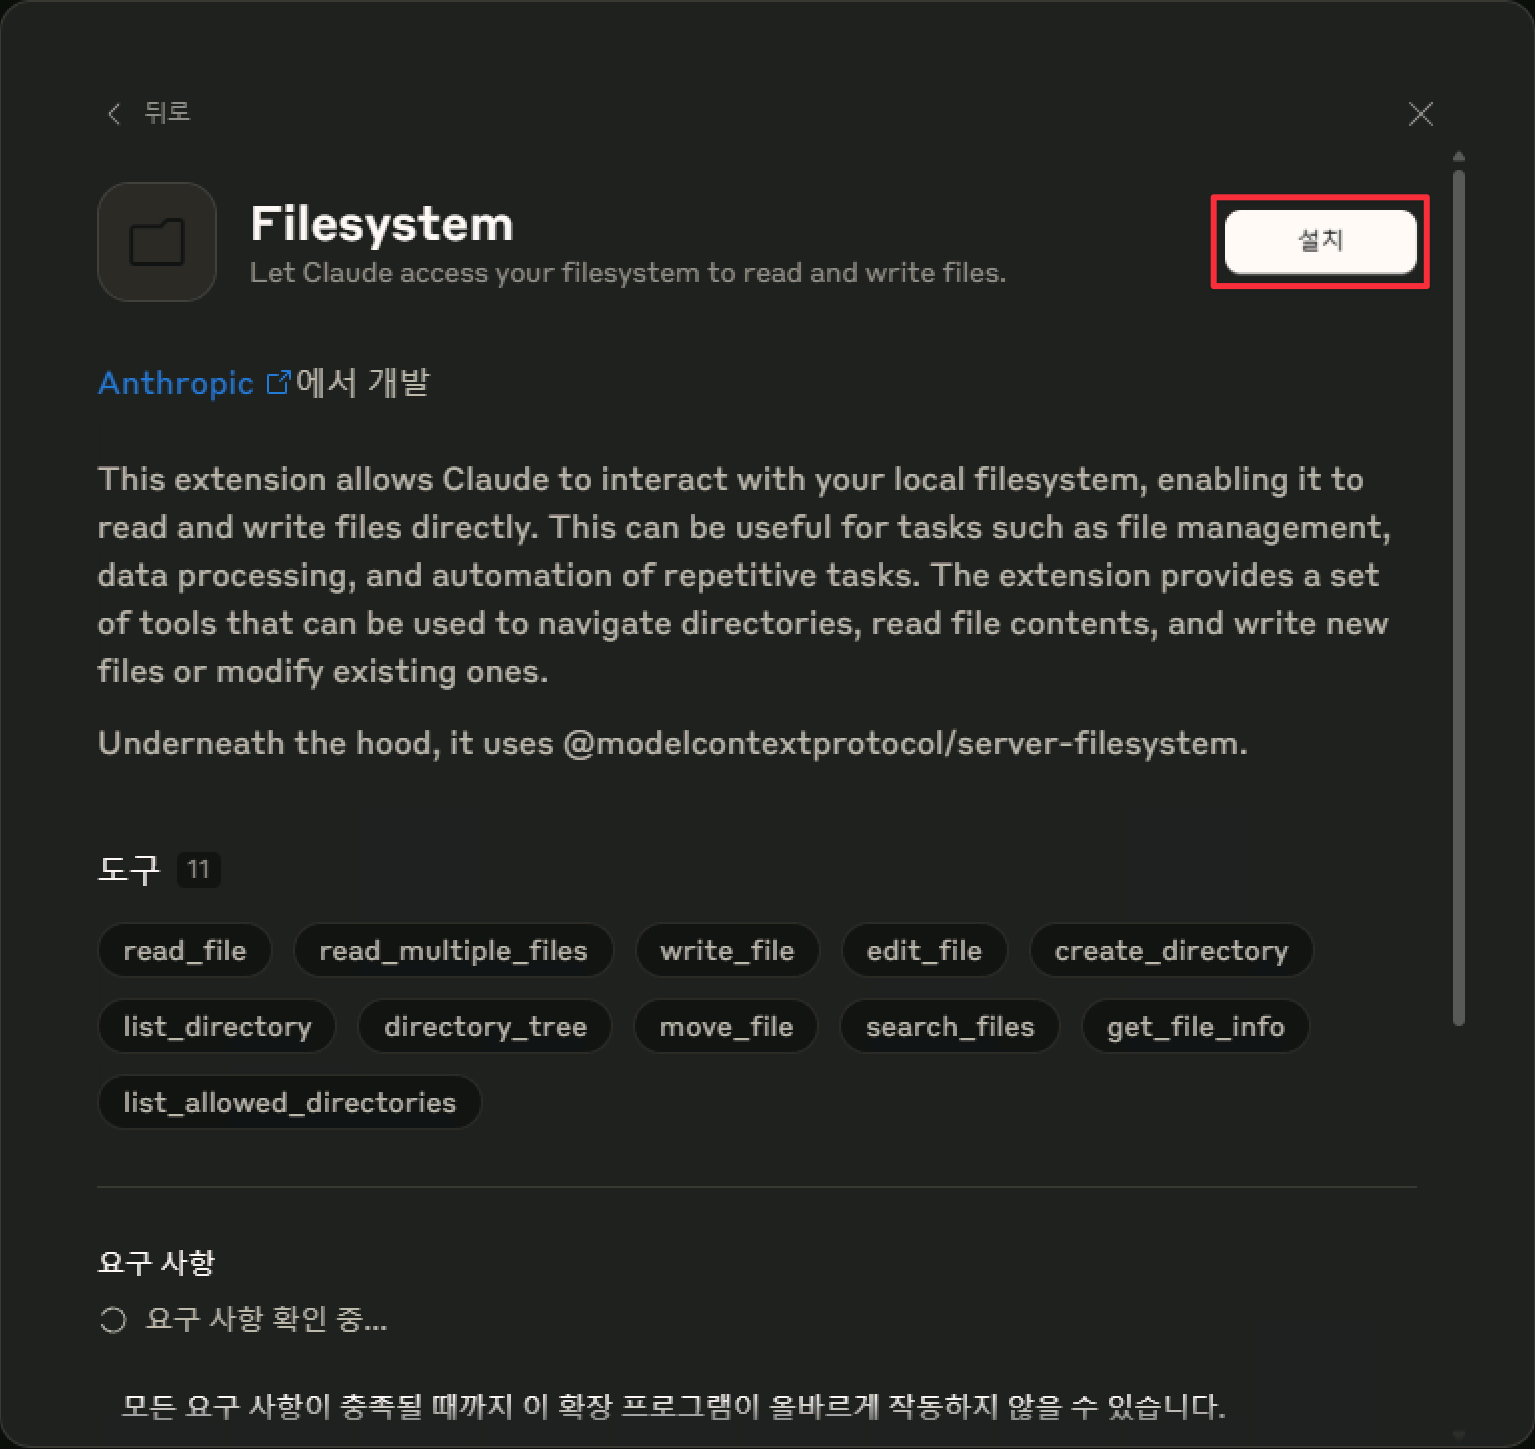 뒤로
Filesystem
설치
Let Claude access your filesystem to read and write files.
Anthropic 에서 개발
This extension allows Claude to interact with your local filesystem, enabling it to
read and write files directly. This can be useful for tasks such as file management,
data processing, and automation of repetitive tasks. The extension provides a set
of tools that can be used to navigate directories, read file contents, and write new
files or modify existing ones.
Underneath the hood, it uses @modelcontextprotocol/server-filesystem.
도구 11
read_file read_multiple_files write_file edit_file create_directory
list_directory directory_tree move_file search_files get_file_info
list_allowed_directories
요구 사항
요구 사항 확인 중...
모든 요구 사항이 충족될 때까지 이 확장 프로그램이 올바르게 작동하지 않을 수 있습니다.